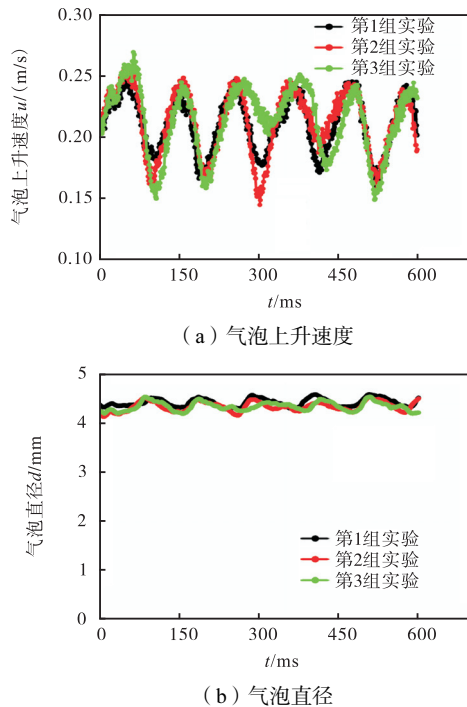 第1组实验
第2组实验
第3组实验
气泡上升速度u/(m/s)
0.30
0.25
0.20
0.15
0.10
0 150 300 450 600
t/ms
（a）气泡上升速度
气泡直径d/mm
5
4
3
2
1
0
第1组实验
第2组实验
第3组实验
0 150 300 450 600
t/ms
（b）气泡直径